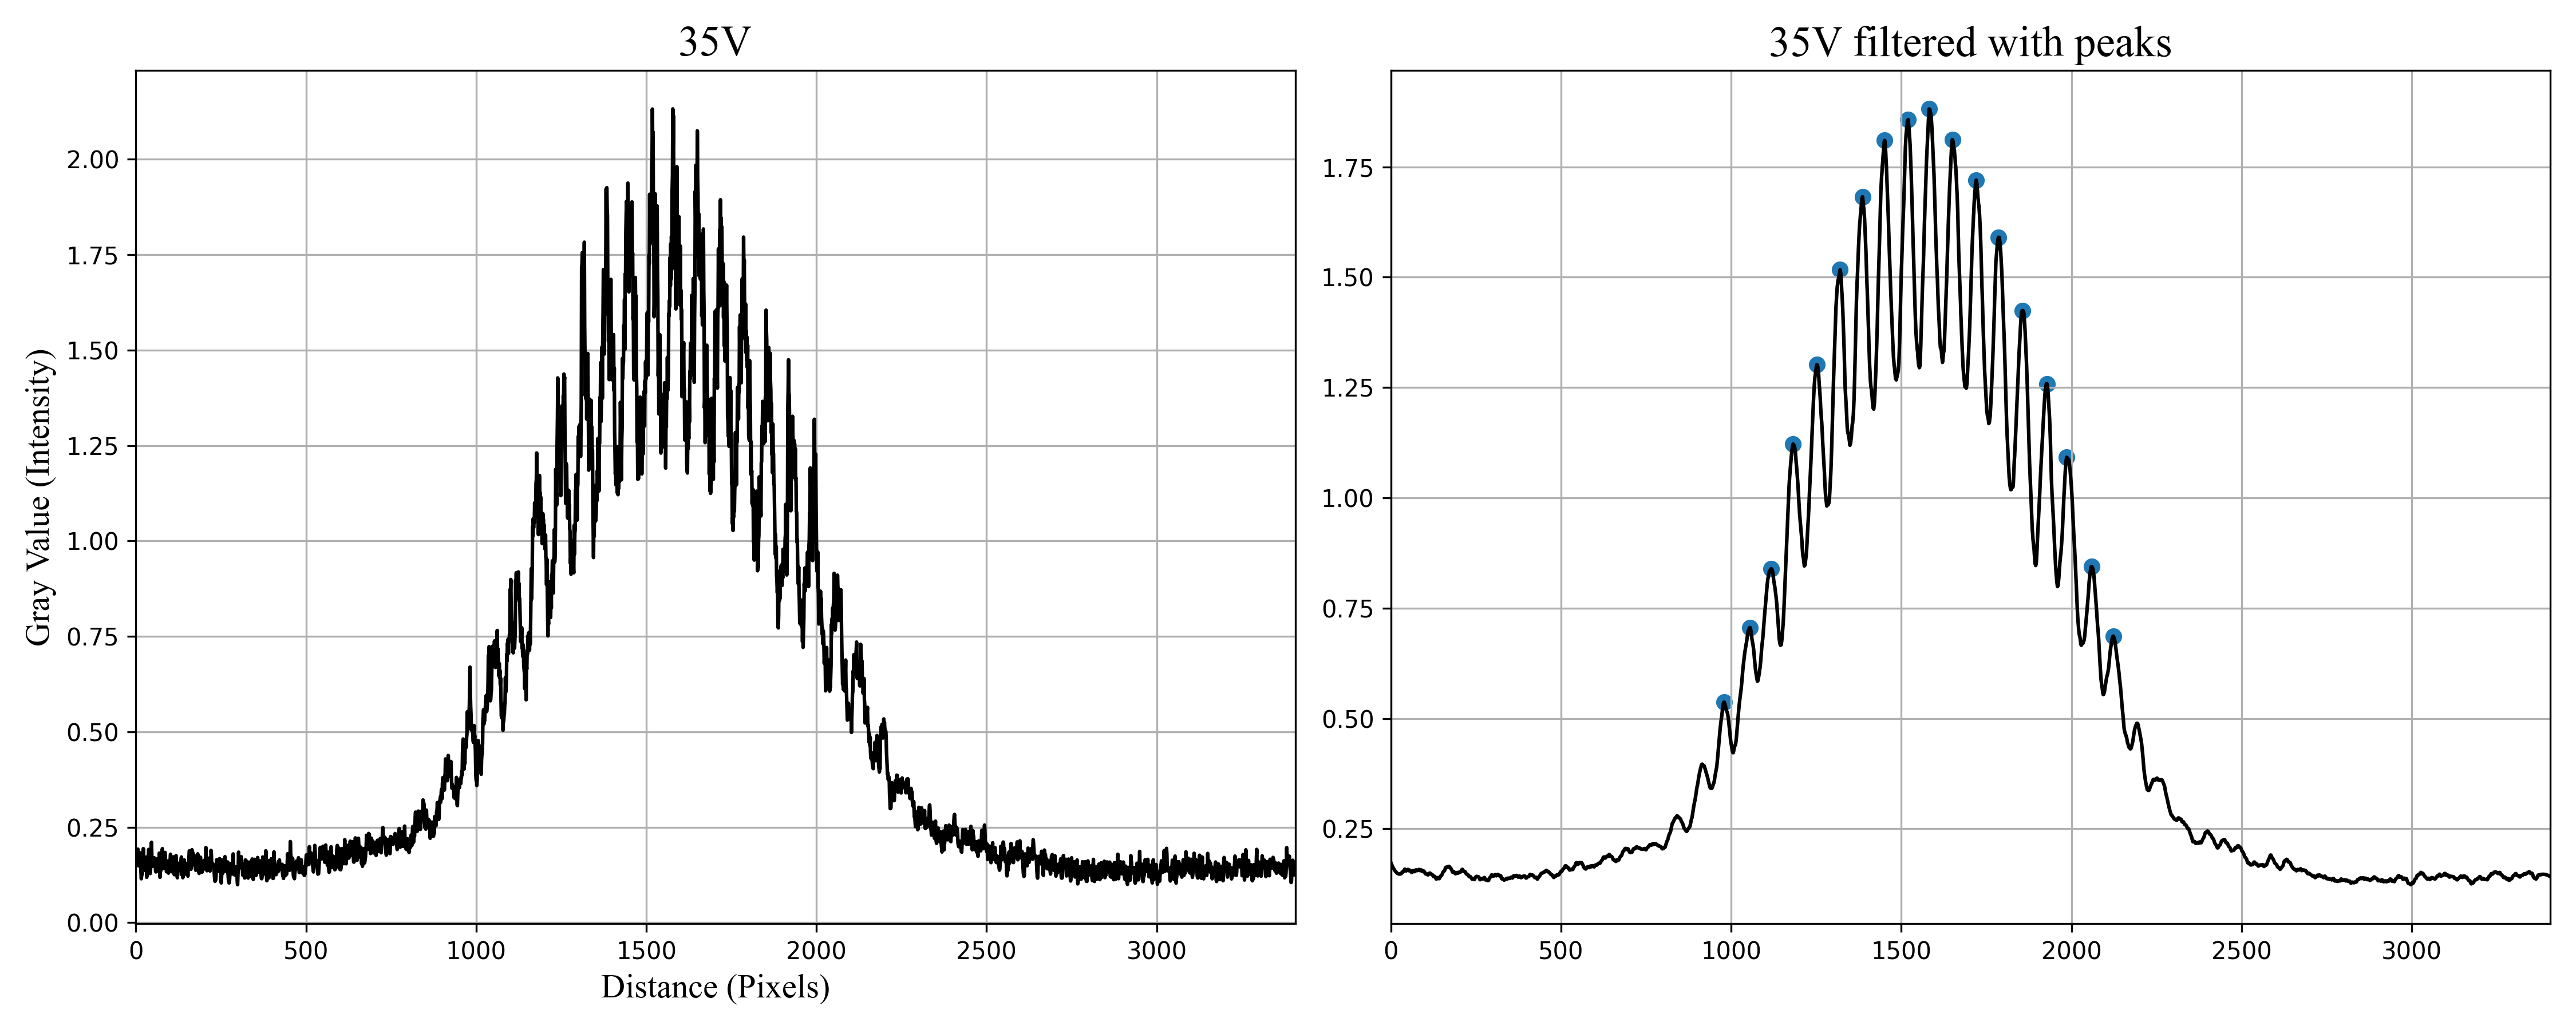 35V
35V filtered with peaks
Gray Value (Intensity)
2.00
1.75
1.50
1.25
1.00
0.75
0.50
0.25
0.00
0 500 1000 1500 2000 2500 3000
Distance (Pixels)
1.75
1.50
1.25
1.00
0.75
0.50
0.25
0 500 1000 1500 2000 2500 3000